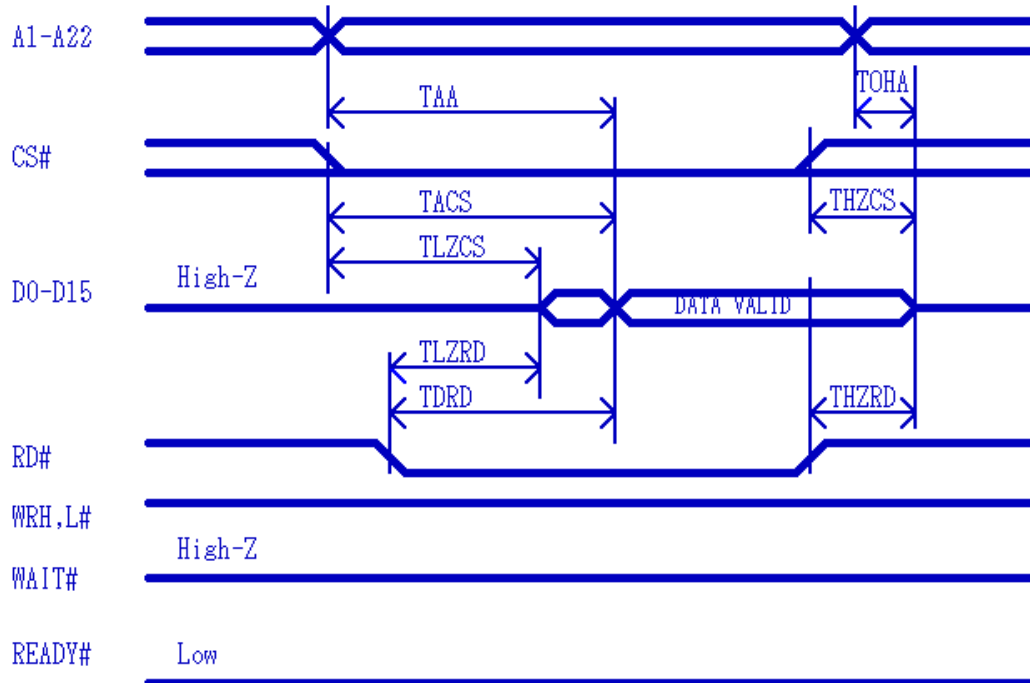 A1-A22
TOHA
TAA
CS#
TACS
THZCS
TLZCS
High-Z
D0-D15
DATA VALID
TLZRD
TDRD
THZRD
RD#
WRH,L#
High-Z
WAIT#
READY#
Low